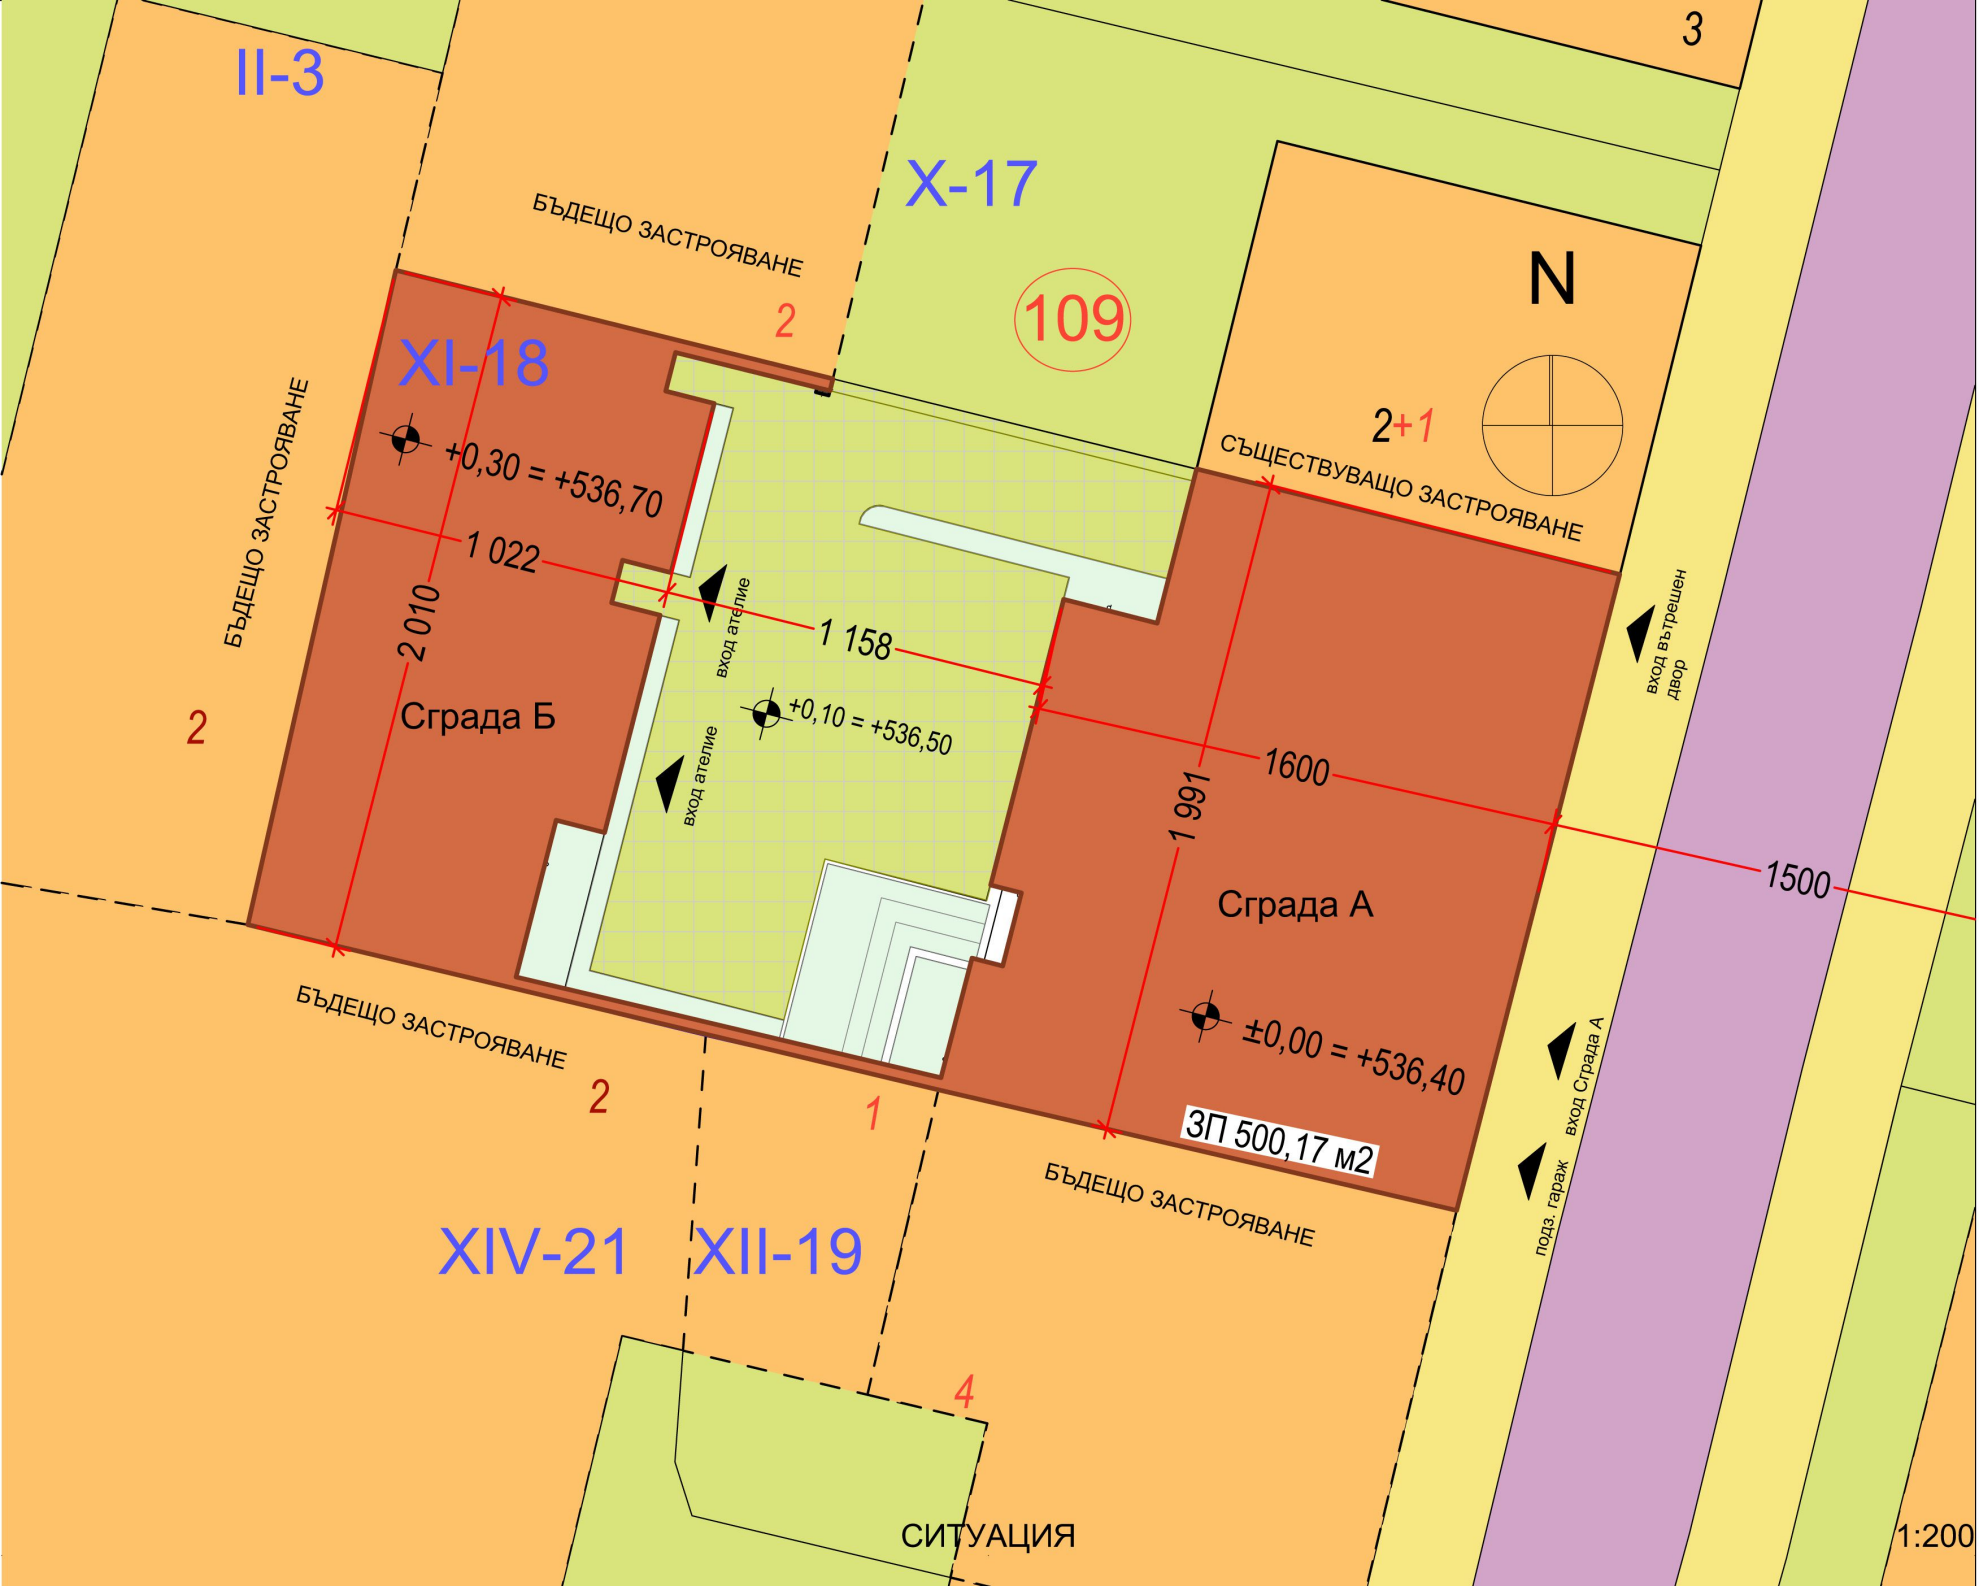 3
II-3
X-17
БЪДЕЩО ЗАСТРОЯВАНЕ
N
2
109
XI-18
2+1
СЪЩЕСТВУВАЩО ЗАСТРОЯВАНЕ
+0,30 = +536,70
БЪДЕЩО ЗАСТРОЯВАНЕ
1 022
2 010
вход ателие
1 158
вход вътрешен
двор
2
Сграда Б
+0,10 = +536,50
вход ателие
1600
1 991
1500
Сграда А
БЪДЕЩО ЗАСТРОЯВАНЕ
±0,00 = +536,40
вход Сграда А
2
1
ЗП 500,17 м2
БЪДЕЩО ЗАСТРОЯВАНЕ
подз. гараж
XIV-21
XII-19
4
СИТУАЦИЯ
1:200